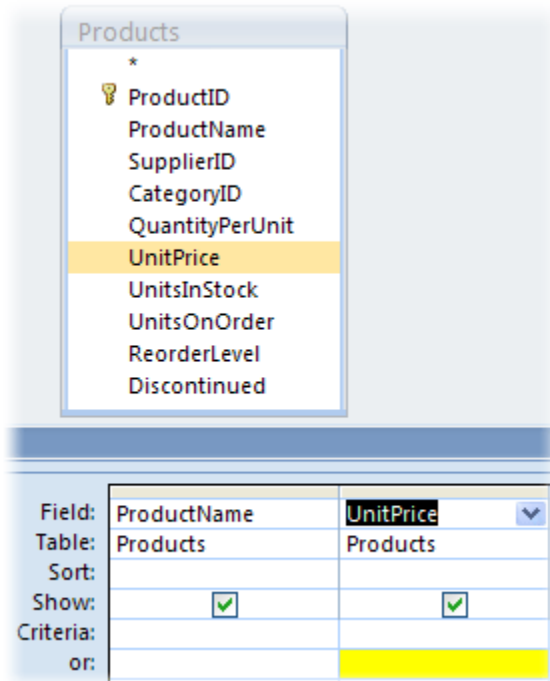 Products
*
ProductID
ProductName
SupplierID
CategoryID
QuantityPerUnit
UnitPrice
UnitsInStock
UnitsOnOrder
ReorderLevel
Discontinued
Field: ProductName UnitPrice
Table: Products Products
Sort:
Show:
Criteria:
or: